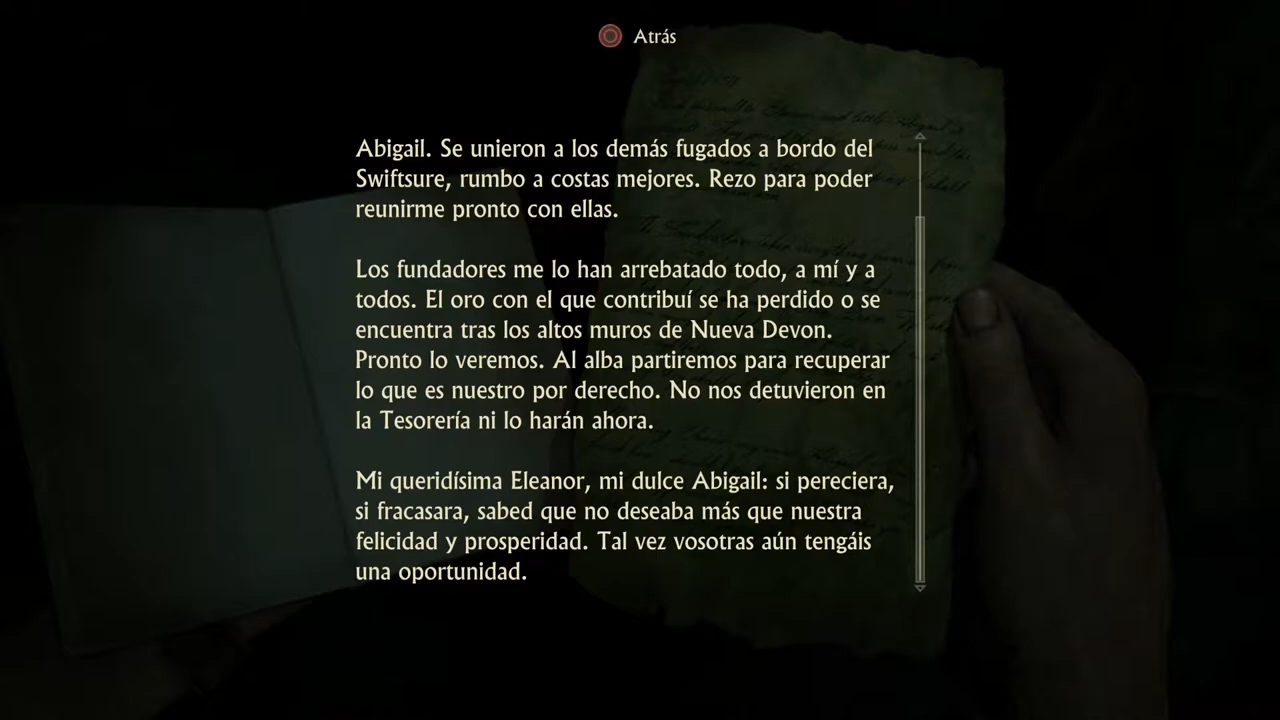 Atrás
Abigail. Se unieron a los demás fugados a bordo del
Swiftsure, rumbo a costas mejores. Rezo para poder
reunirme pronto con ellas.
Los fundadores me lo han arrebatado todo, a mí y a
todos. El oro con el que contribuí se ha perdido o se
encuentra tras los altos muros de Nueva Devon.
Pronto lo veremos. Al alba partiremos para recuperar
lo que es nuestro por derecho. No nos detuvieron en
la Tesorería ni lo harán ahora.
Mi queridísima Eleanor, mi dulce Abigail: si pereciera,
si fracasara, sabed que no deseaba más que nuestra
felicidad y prosperidad. Tal vez vosotras aún tengáis
una oportunidad.